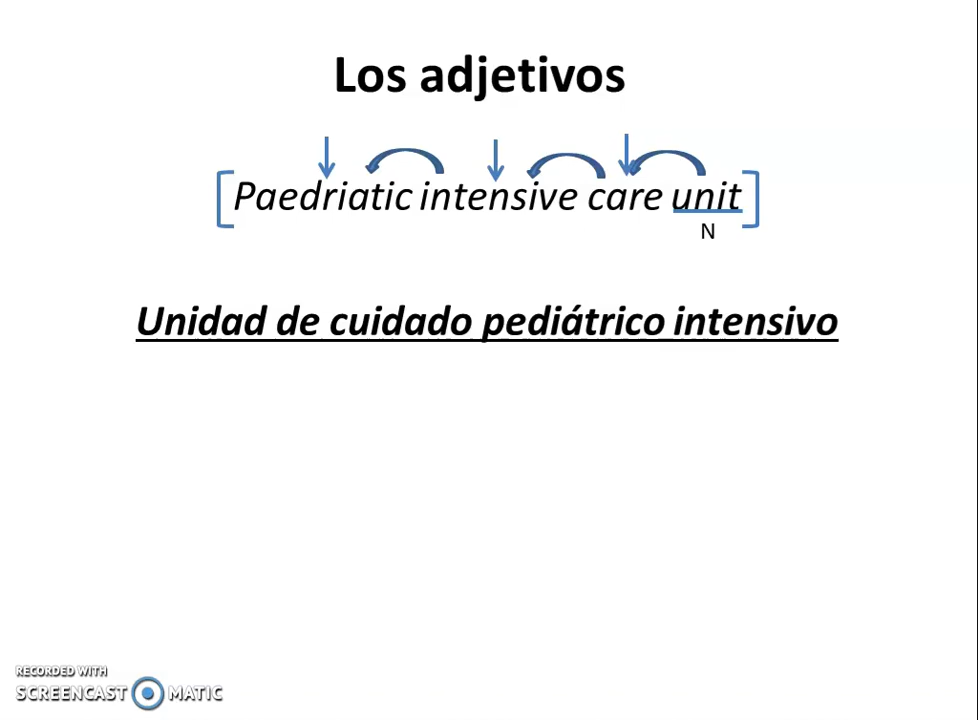 Los adjetivos
Paedriatic intensive care unit
N
Unidad de cuidado pediátrico intensivo
RECORDED WITH
SCREENCAST MATIC